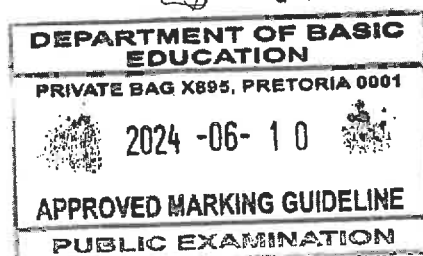 DEPARTMENT OF BASIC
EDUCATION
PRIVATE BAG X895, PRETORIA 0001
2024 -06- 10
APPROVED MARKING GUIDELINE
PUBLIC EXAMINATION